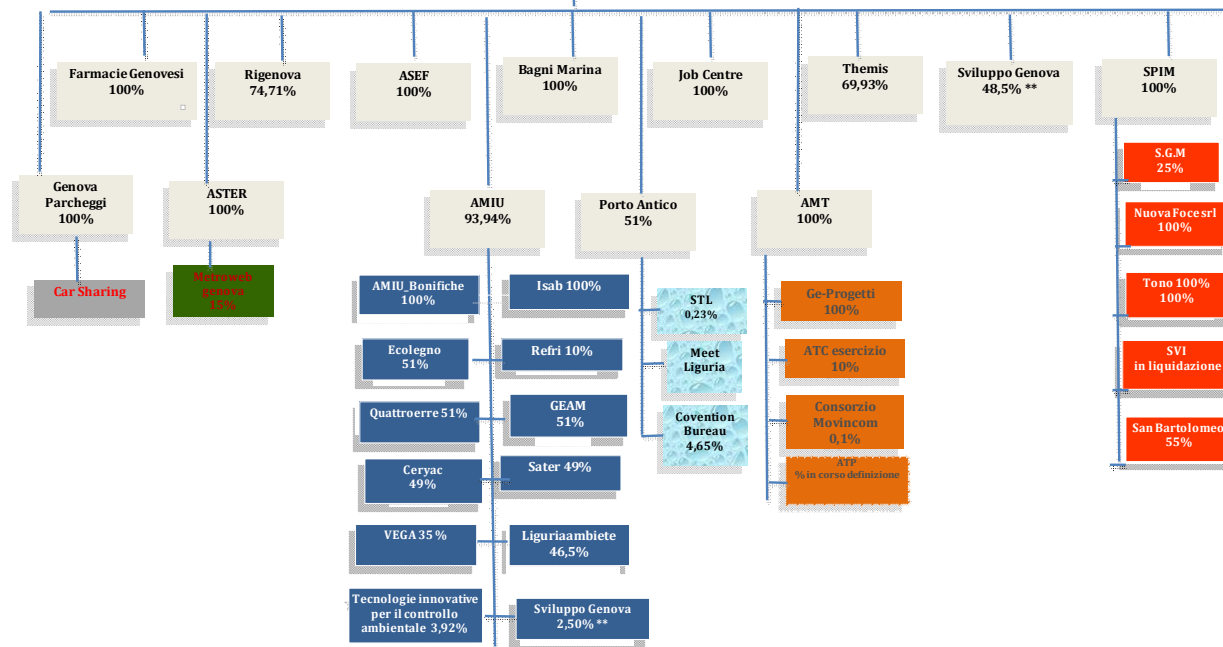 Farmacie Genovesi
100%
Rigenova
74,71%
ASEF
100%
Bagni Marina
100%
Job Centre
100%
Themis
69,93%
Sviluppo Genova
48,5% **
SPIM
100%
Genova
Parcheggi
100%
Car Sharing
ASTER
100%
Metroweb
genova
15%
AMIU
93,94%
AMIU_Bonifiche
100%
Isab 100%
Ecolegno
51%
Refri 10%
Quattroerre 51%
GEAM
51%
Ceryac
49%
Sater 49%
VEGA 35 %
Liguriaambiete
46,5%
Tecnologie innovative
per il controllo
ambientale 3,92%
Sviluppo Genova
2,50% **
Porto Antico
51%
STL
0,23%
Meet
Liguria
Covention
Bureau
4,65%
AMT
100%
Ge-Progetti
100%
ATC esercizio
10%
Consorzio
Movincom
0,1%
ATP
% in corso definizione
S.G.M
25%
Nuova Foce srl
100%
Tono 100%
100%
SVI
in liquidazione
San Bartolomeo
55%